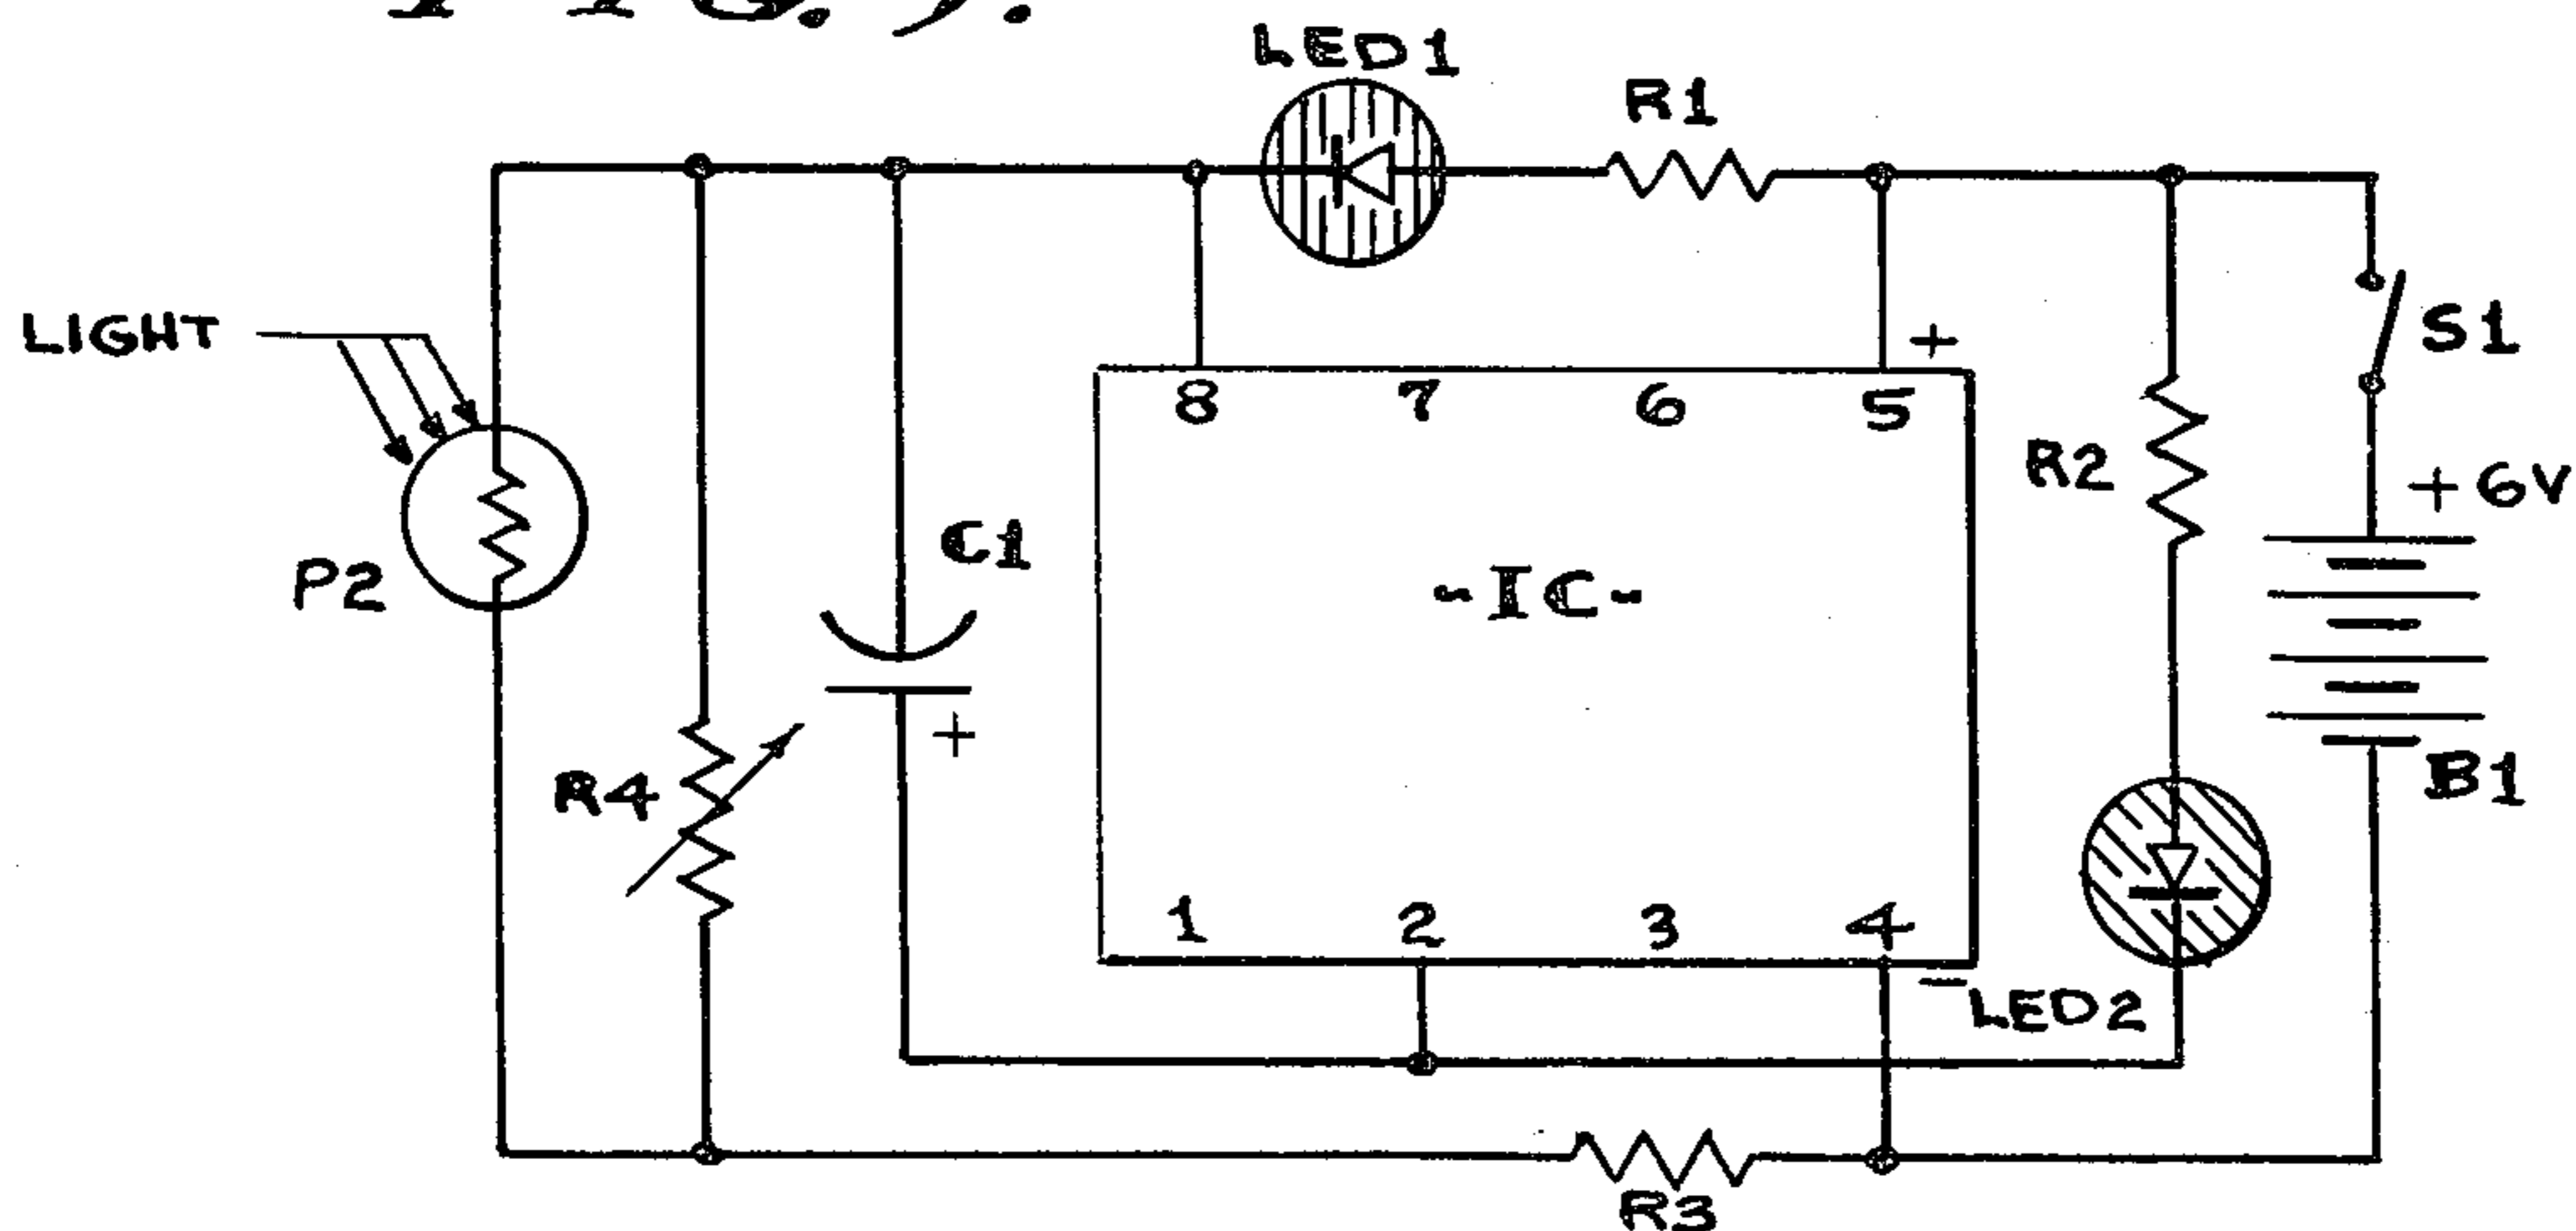 LED1
R1
LIGHT
S1
+
8 7 6 5
R2
+ 6V
C1
P2
-IC-
+
R4
B1
1 2 3 4
-
LED2
R3